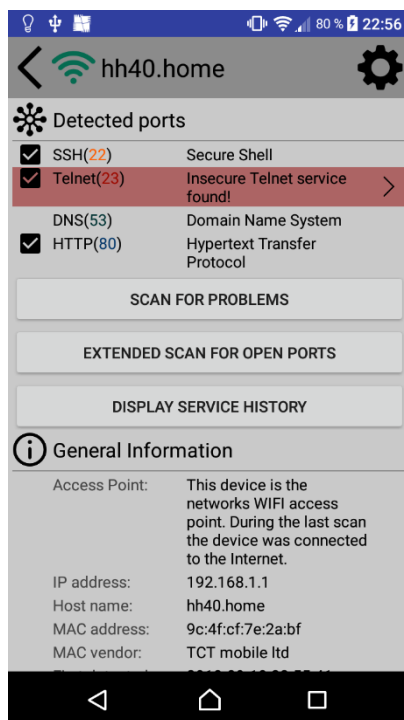 80 % 22:56
hh40.home
Detected ports
SSH(22) Secure Shell
Telnet(23) Insecure Telnet service
found!
DNS(53) Domain Name System
HTTP(80) Hypertext Transfer
Protocol
SCAN FOR PROBLEMS
EXTENDED SCAN FOR OPEN PORTS
DISPLAY SERVICE HISTORY
General Information
Access Point: This device is the
networks WIFI access
point. During the last scan
the device was connected
to the Internet.
IP address: 192.168.1.1
Host name: hh40.home
MAC address: 9c:4f:cf:7e:2a:bf
MAC vendor: TCT mobile ltd